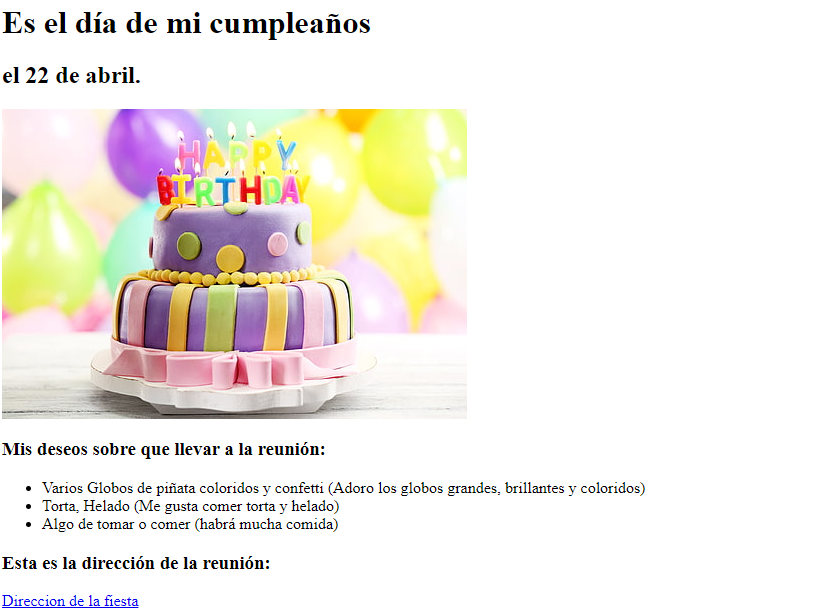 Es el día de mi cumpleaños
el 22 de abril.
HAPPY
BIRTHDAY
Mis deseos sobre que llevar a la reunión:
Varios Globos de piñata coloridos y confetti (Adoro los globos grandes, brillantes y coloridos)
Torta, Helado (Me gusta comer torta y helado)
Algo de tomar o comer (habrá mucha comida)
Esta es la dirección de la reunión:
Direccion de la fiesta